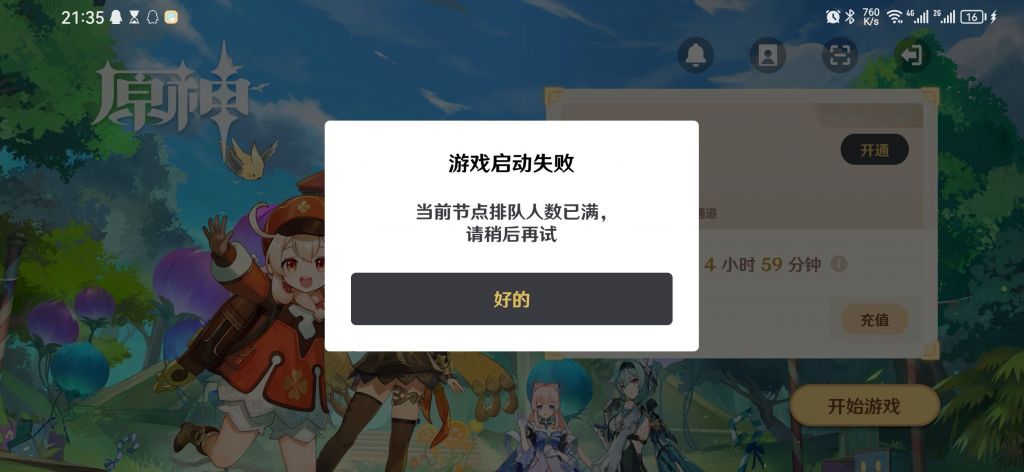 21:35
760
K/s
4G
2G
16
原神
游戏启动失败
当前节点排队人数已满，
请稍后再试
好的
开通
通道
4 小时 59 分钟
充值
开始游戏